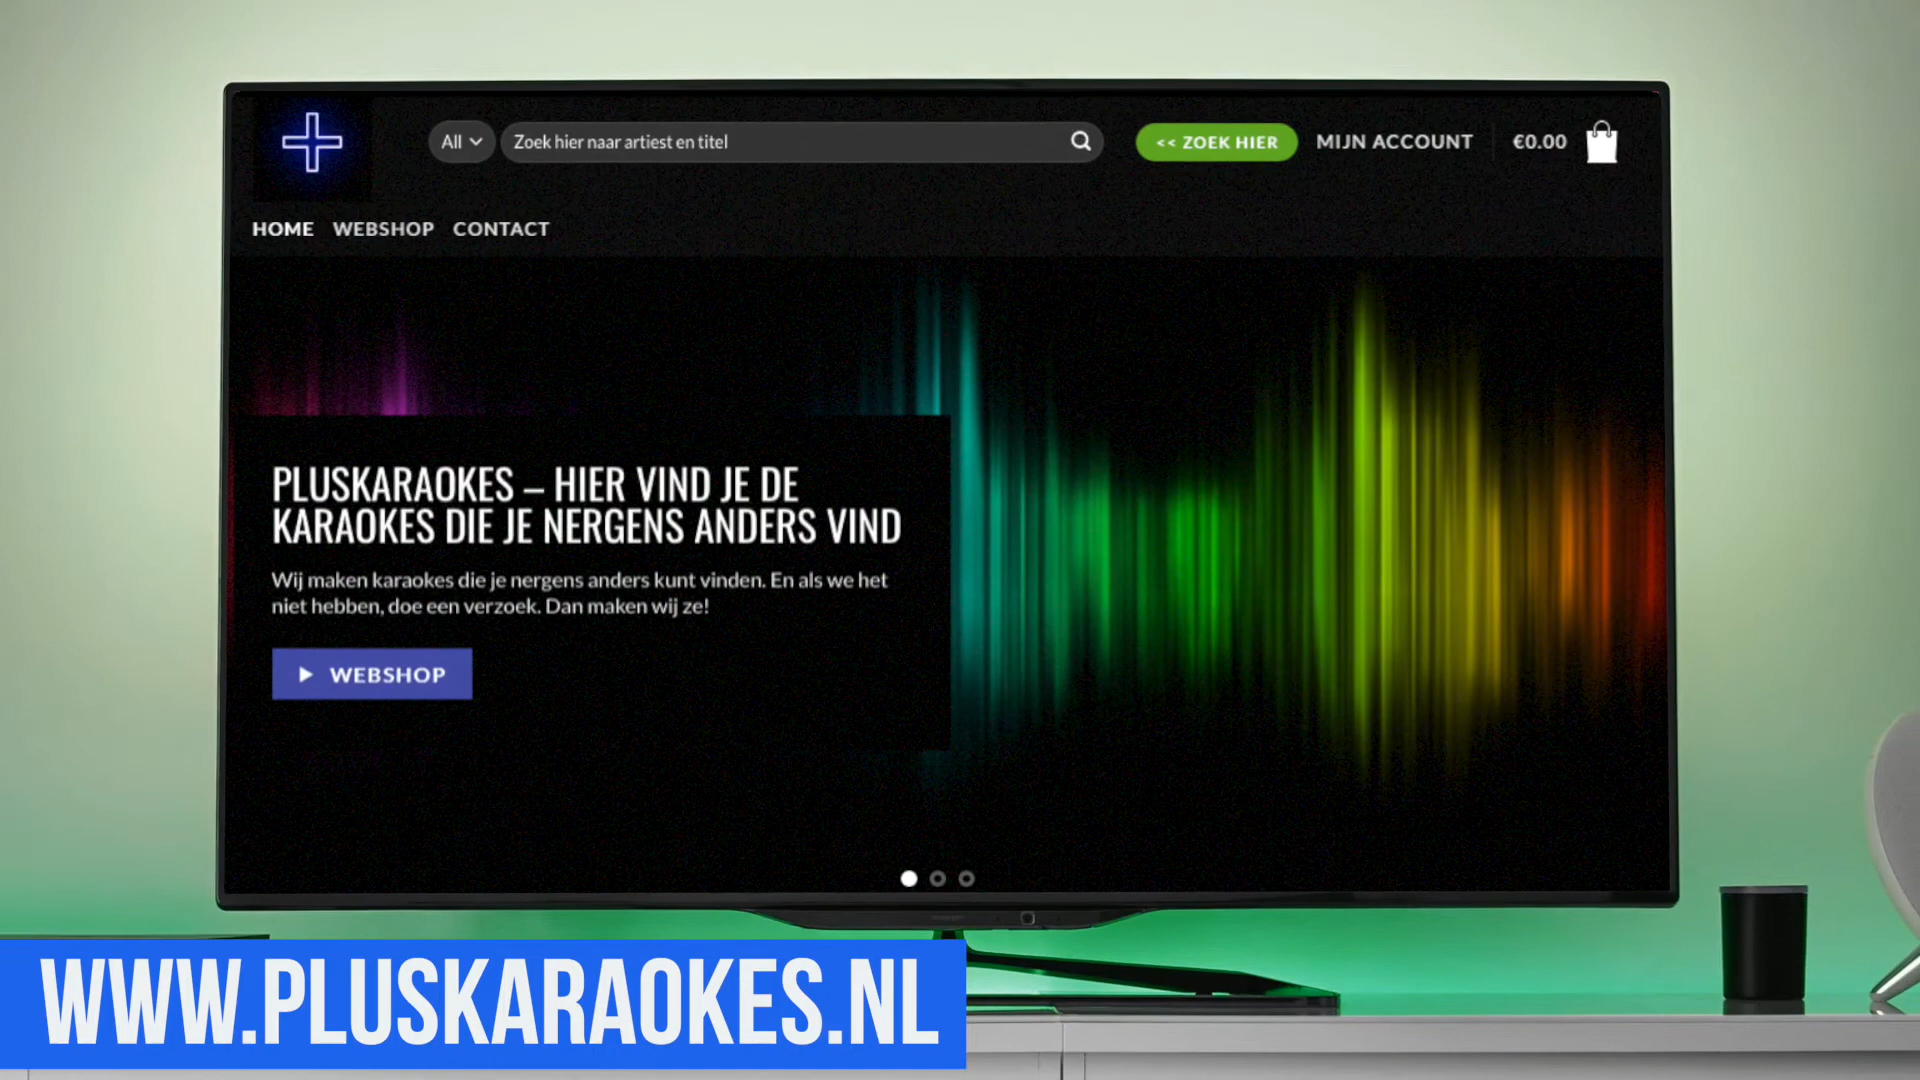 All
Zoek hier naar artiest en titel
<< ZOEK HIER
MIJN ACCOUNT
€0.00
HOME WEBSHOP CONTACT
PLUSKARAOKES – HIER VIND JE DE
KARAOKES DIE JE NERGENS ANDERS VIND
Wij maken karaokes die je nergens anders kunt vinden. En als we het
niet hebben, doe een verzoek. Dan maken wij ze!
WEBSHOP
WWW.PLUSKARAOKES.NL